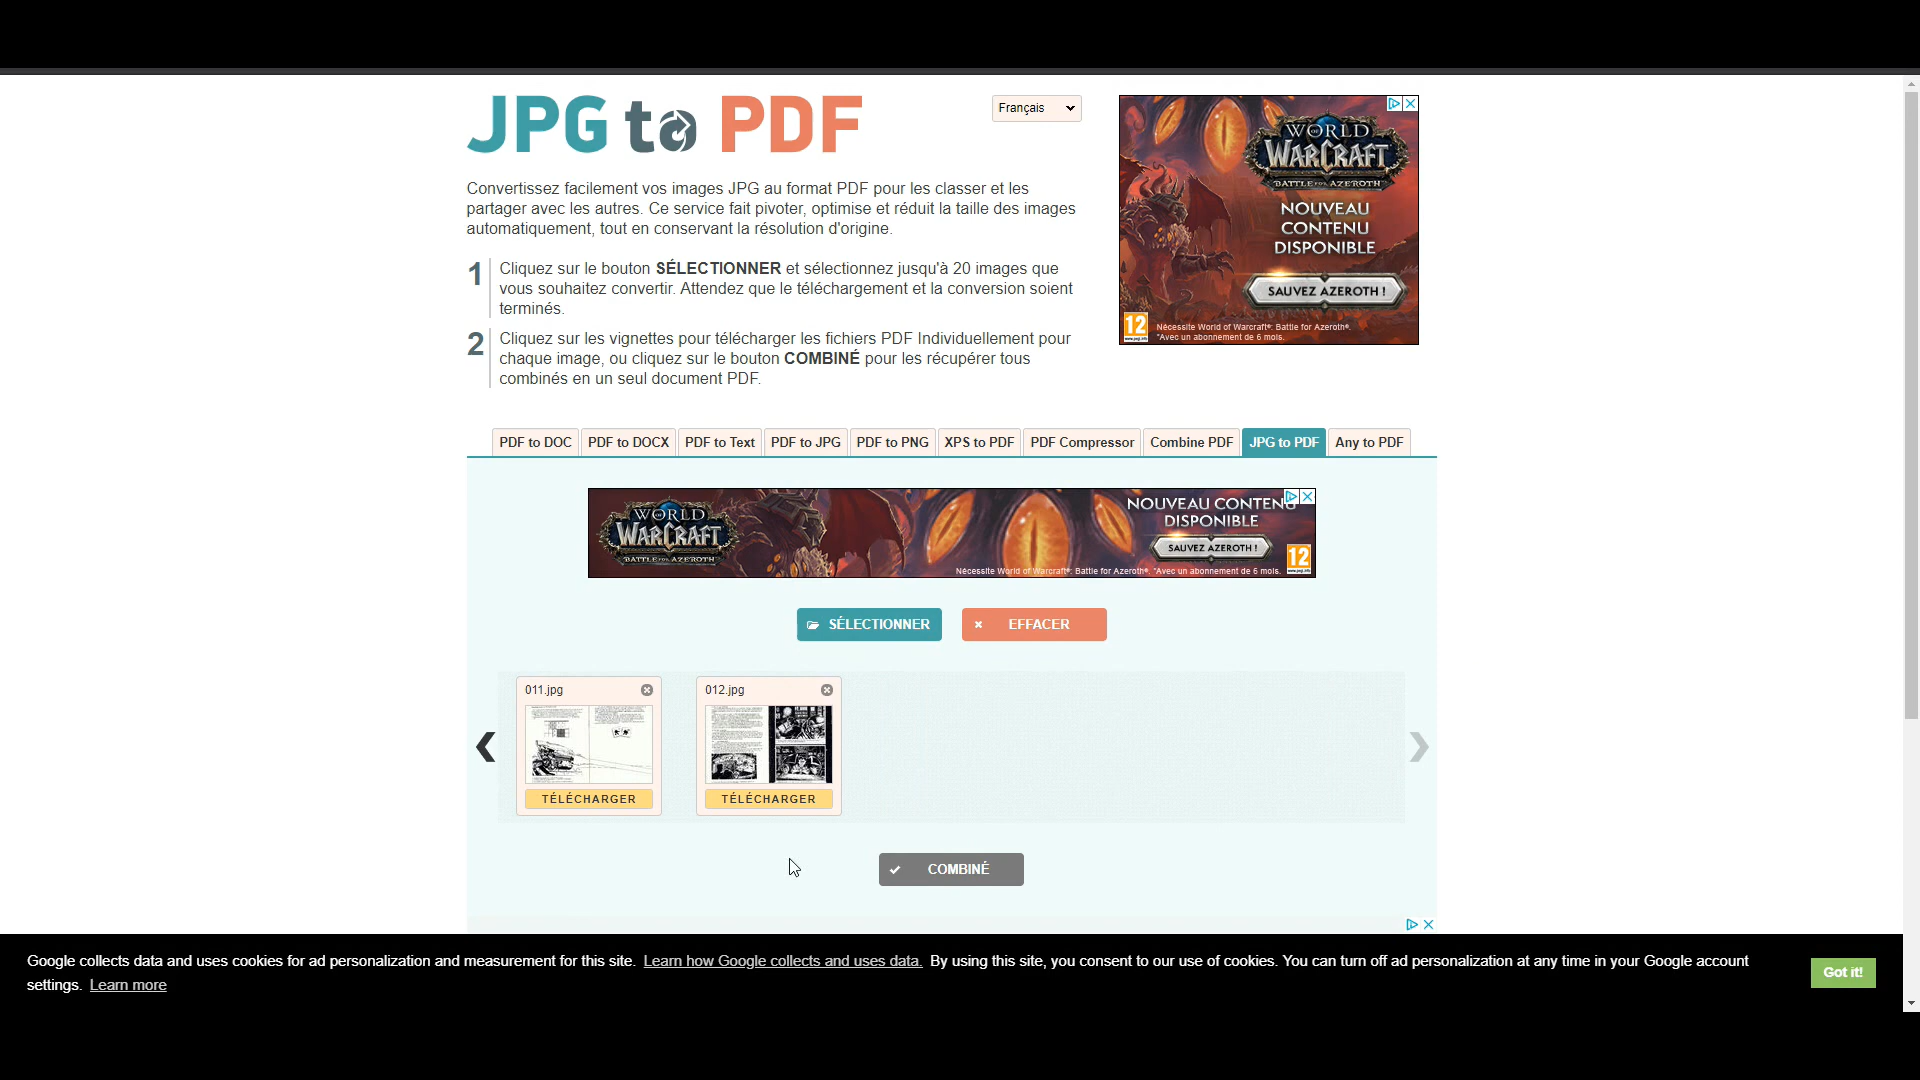 JPG to PDF
Français
Convertissez facilement vos images JPG au format PDF pour les classer et les
partager avec les autres. Ce service fait pivoter, optimise et réduit la taille des images
automatiquement, tout en conservant la résolution d'origine.
1 Cliquez sur le bouton SÉLECTIONNER et sélectionnez jusqu'à 20 images que
vous souhaitez convertir. Attendez que le téléchargement et la conversion soient
terminés.
2 Cliquez sur les vignettes pour télécharger les fichiers PDF Individuellement pour
chaque image, ou cliquez sur le bouton COMBINÉ pour les récupérer tous
combinés en un seul document PDF.
WORLD OF
WARCRAFT
BATTLE FOR AZEROTH
NOUVEAU
CONTENU
DISPONIBLE
SAUVEZ AZEROTH !
12
Nécessite World of Warcraft®: Battle for Azeroth®.
*Avec un abonnement de 6 mois.
PDF to DOC PDF to DOCX PDF to Text PDF to JPG PDF to PNG XPS to PDF PDF Compressor Combine PDF JPG to PDF Any to PDF
WORLD OF
WARCRAFT
BATTLE FOR AZEROTH
NOUVEAU CONTENU
DISPONIBLE
SAUVEZ AZEROTH !
12
Nécessite World of Warcraft®: Battle for Azeroth®. *Avec un abonnement de 6 mois.
SÉLECTIONNER EFFACER
011.jpg 012.jpg
TÉLÉCHARGER TÉLÉCHARGER
COMBINÉ
Google collects data and uses cookies for ad personalization and measurement for this site. Learn how Google collects and uses data. By using this site, you consent to our use of cookies. You can turn off ad personalization at any time in your Google account
settings. Learn more
Got it!